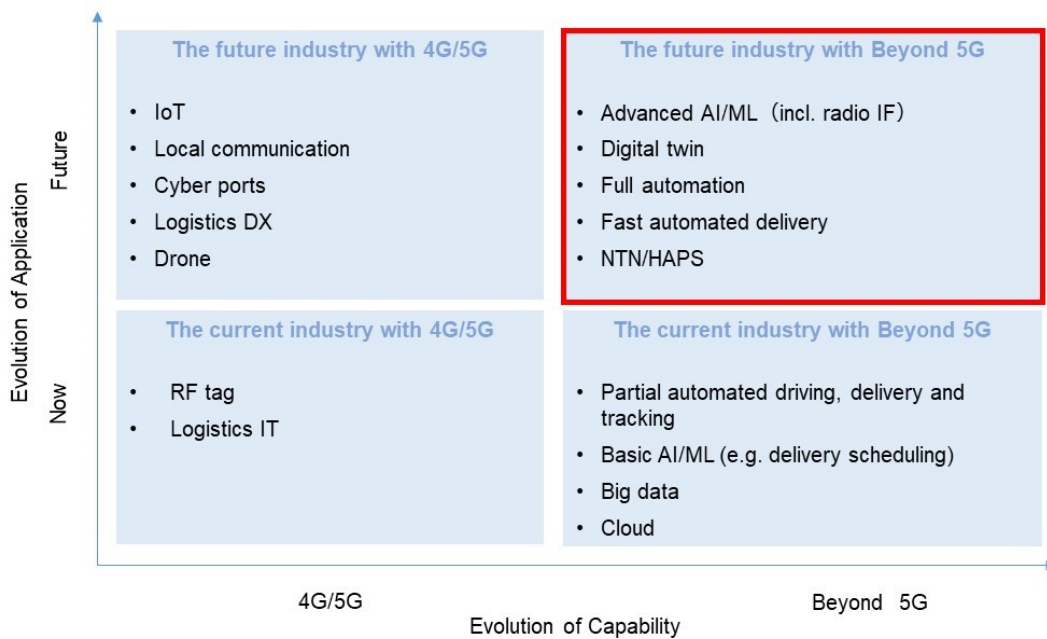 The future industry with 4G/5G
• IoT
• Local communication
• Cyber ports
• Logistics DX
• Drone
The future industry with Beyond 5G
• Advanced AI/ML（incl. radio IF）
• Digital twin
• Full automation
• Fast automated delivery
• NTN/HAPS
The current industry with 4G/5G
• RF tag
• Logistics IT
The current industry with Beyond 5G
• Partial automated driving, delivery and
tracking
• Basic AI/ML (e.g. delivery scheduling)
• Big data
• Cloud
Evolution of Application
Future
Now
4G/5G
Beyond 5G
Evolution of Capability